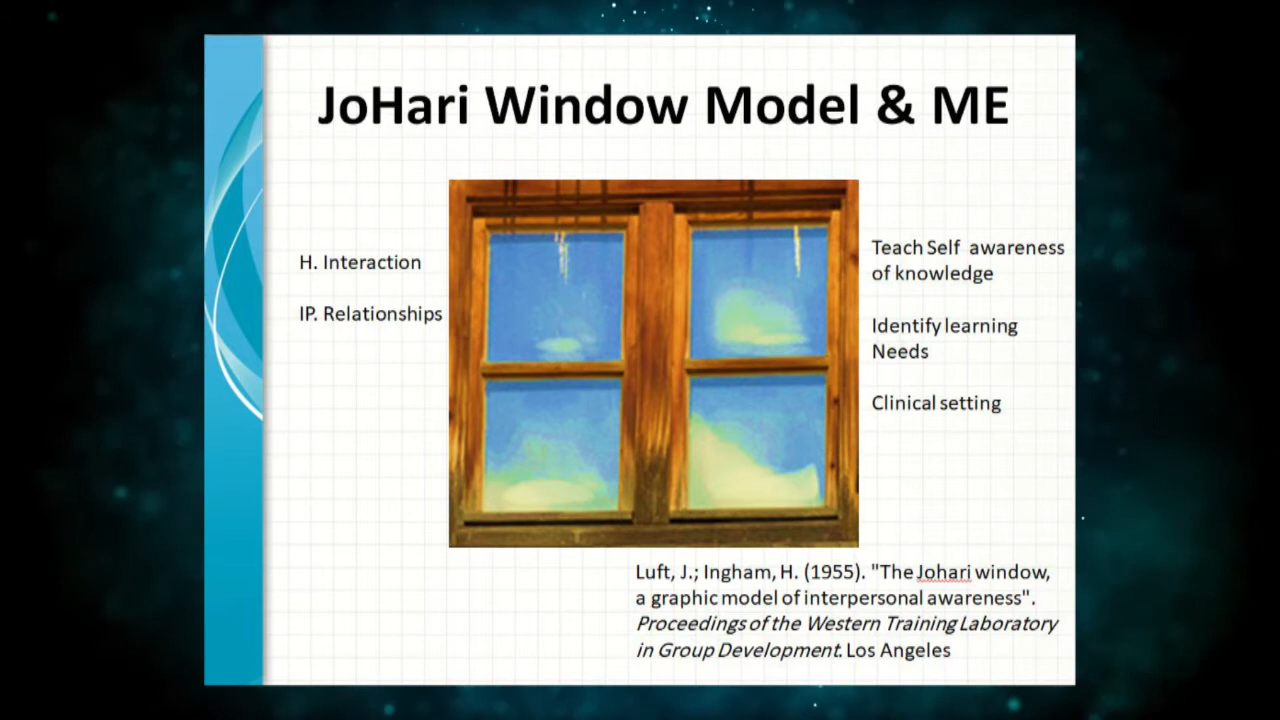 JoHari Window Model & ME
H. Interaction
IP. Relationships
Teach Self awareness
of knowledge
Identify learning
Needs
Clinical setting
Luft, J.; Ingham, H. (1955). "The Johari window,
a graphic model of interpersonal awareness".
Proceedings of the Western Training Laboratory
in Group Development. Los Angeles